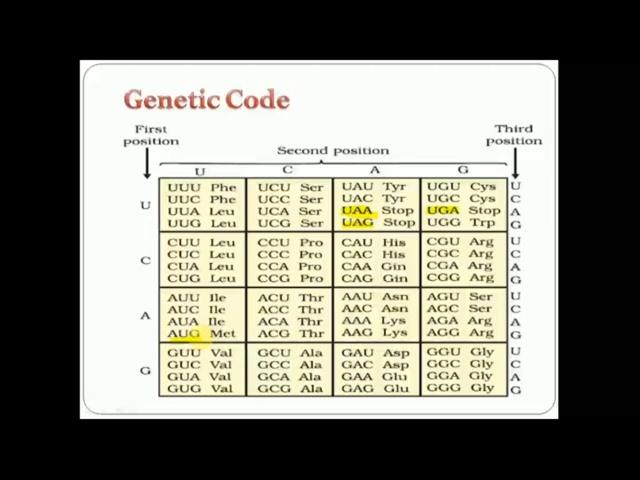 Genetic Code
First position
Second position
Third position
U C A G
U
UUU Phe UCU Ser UAU Tyr UGU Cys U
UUC Phe UCC Ser UAC Tyr UGC Cys C
UUA Leu UCA Ser UAA Stop UGA Stop A
UUG Leu UCG Ser UAG Stop UGG Trp G
C
CUU Leu CCU Pro CAU His CGU Arg U
CUC Leu CCC Pro CAC His CGC Arg C
CUA Leu CCA Pro CAA Gin CGA Arg A
CUG Leu CCG Pro CAG Gin CGG Arg G
A
AUU Ile ACU Thr AAU Asn AGU Ser U
AUC Ile ACC Thr AAC Asn AGC Ser C
AUA Ile ACA Thr AAA Lys AGA Arg A
AUG Met ACG Thr AAG Lys AGG Arg G
G
GUU Val GCU Ala GAU Asp GGU Gly U
GUC Val GCC Ala GAC Asp GGC Gly C
GUA Val GCA Ala GAA Glu GGA Gly A
GUG Val GCG Ala GAG Glu GGG Gly G